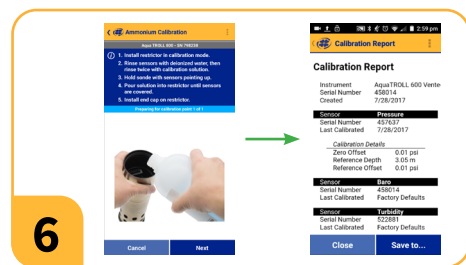 Ammonium Calibration
Aqua TROLL 600 - SN 798230
1. Install restrictor in calibration mode.
2. Rinse sensors with deionized water, then
rinse twice with calibration solution.
3. Hold sonde with sensors pointing up.
4. Pour solution into restrictor until sensors
are covered.
5. Install end cap on restrictor.
Preparing for calibration point 1 of 1
Cancel Next
2:59 pm
Calibration Report
Calibration Report
Instrument AquaTROLL 600 Vente
Serial Number 458014
Created 7/28/2017
Sensor Pressure
Serial Number 457637
Last Calibrated 7/28/2017
Calibration Details
Zero Offset 0.01 psi
Reference Depth 3.05 m
Reference Offset 0.01 psi
Sensor Baro
Serial Number 458014
Last Calibrated Factory Defaults
Sensor Turbidity
Serial Number 522881
Last Calibrated Factory Defaults
Close Save to...
6